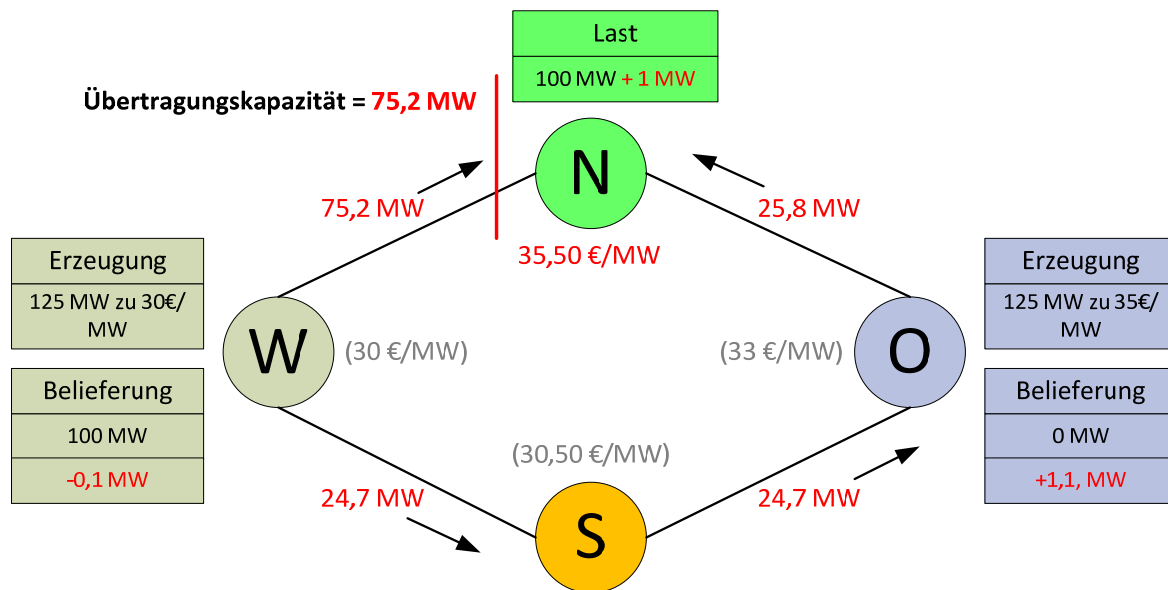 Last
100 MW + 1 MW
Übertragungskapazität = 75,2 MW
N
75,2 MW
25,8 MW
35,50 €/MW
Erzeugung
125 MW zu 30€/
MW
W
(30 €/MW)
(33 €/MW)
O
Erzeugung
125 MW zu 35€/
MW
Belieferung
100 MW
-0,1 MW
(30,50 €/MW)
Belieferung
0 MW
+1,1, MW
24,7 MW
S
24,7 MW